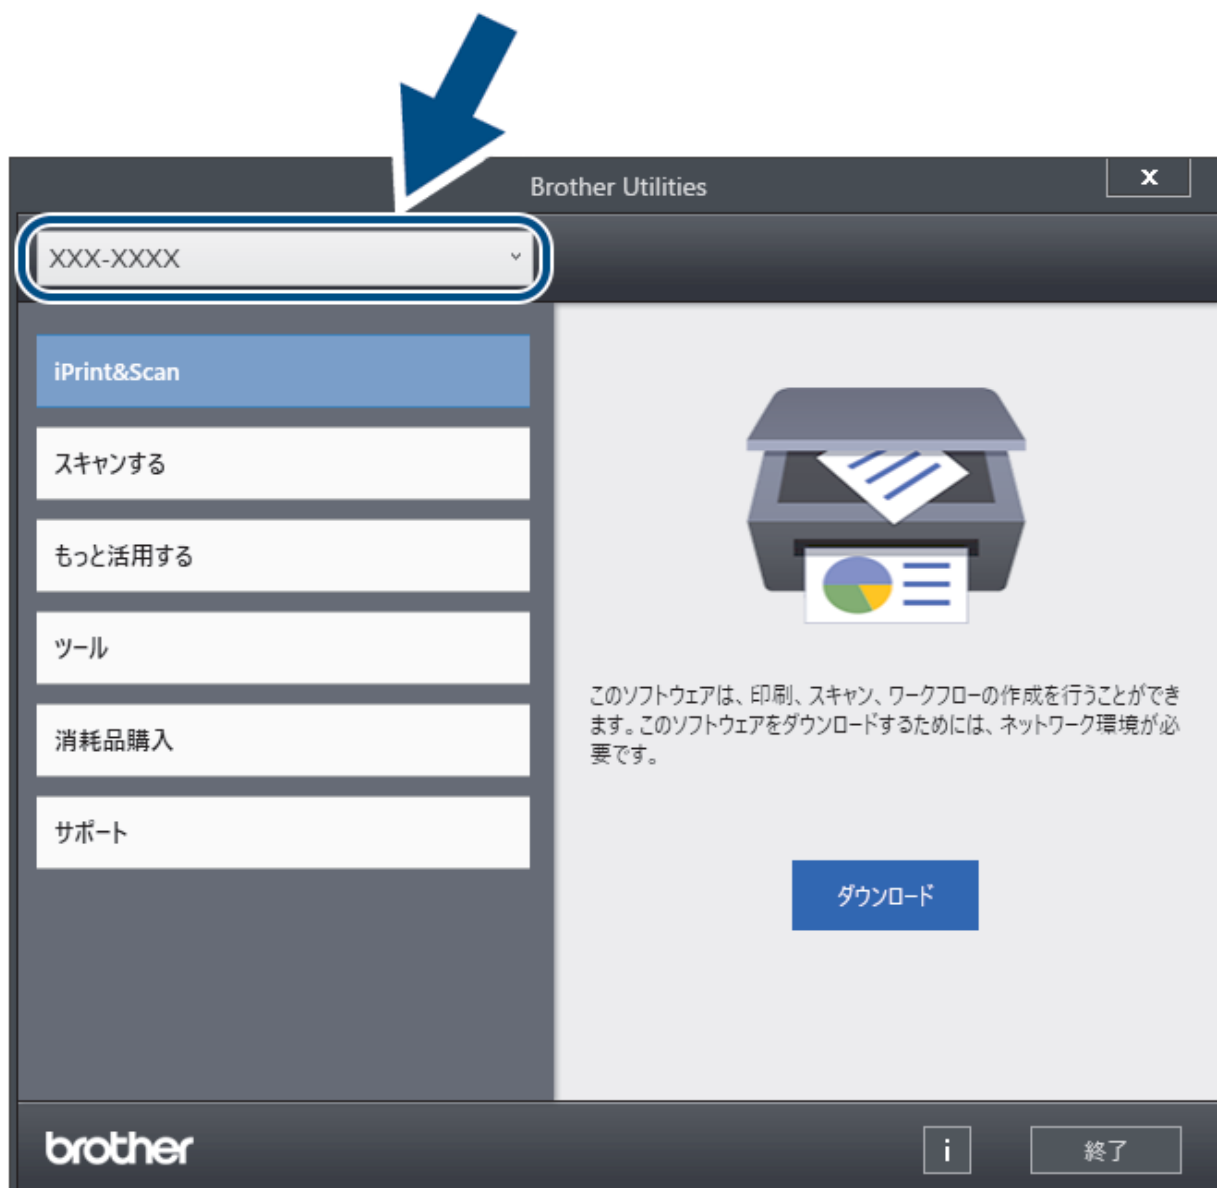 Brother Utilities
X
XXX-XXXX
iPrint&Scan
スキャンする
もっと活用する
ツール
消耗品購入
サポート
このソフトウェアは、印刷、スキャン、ワークフローの作成を行うことができ
ます。このソフトウェアをダウンロードするためには、ネットワーク環境が必
要です。
ダウンロード
brother
i
終了